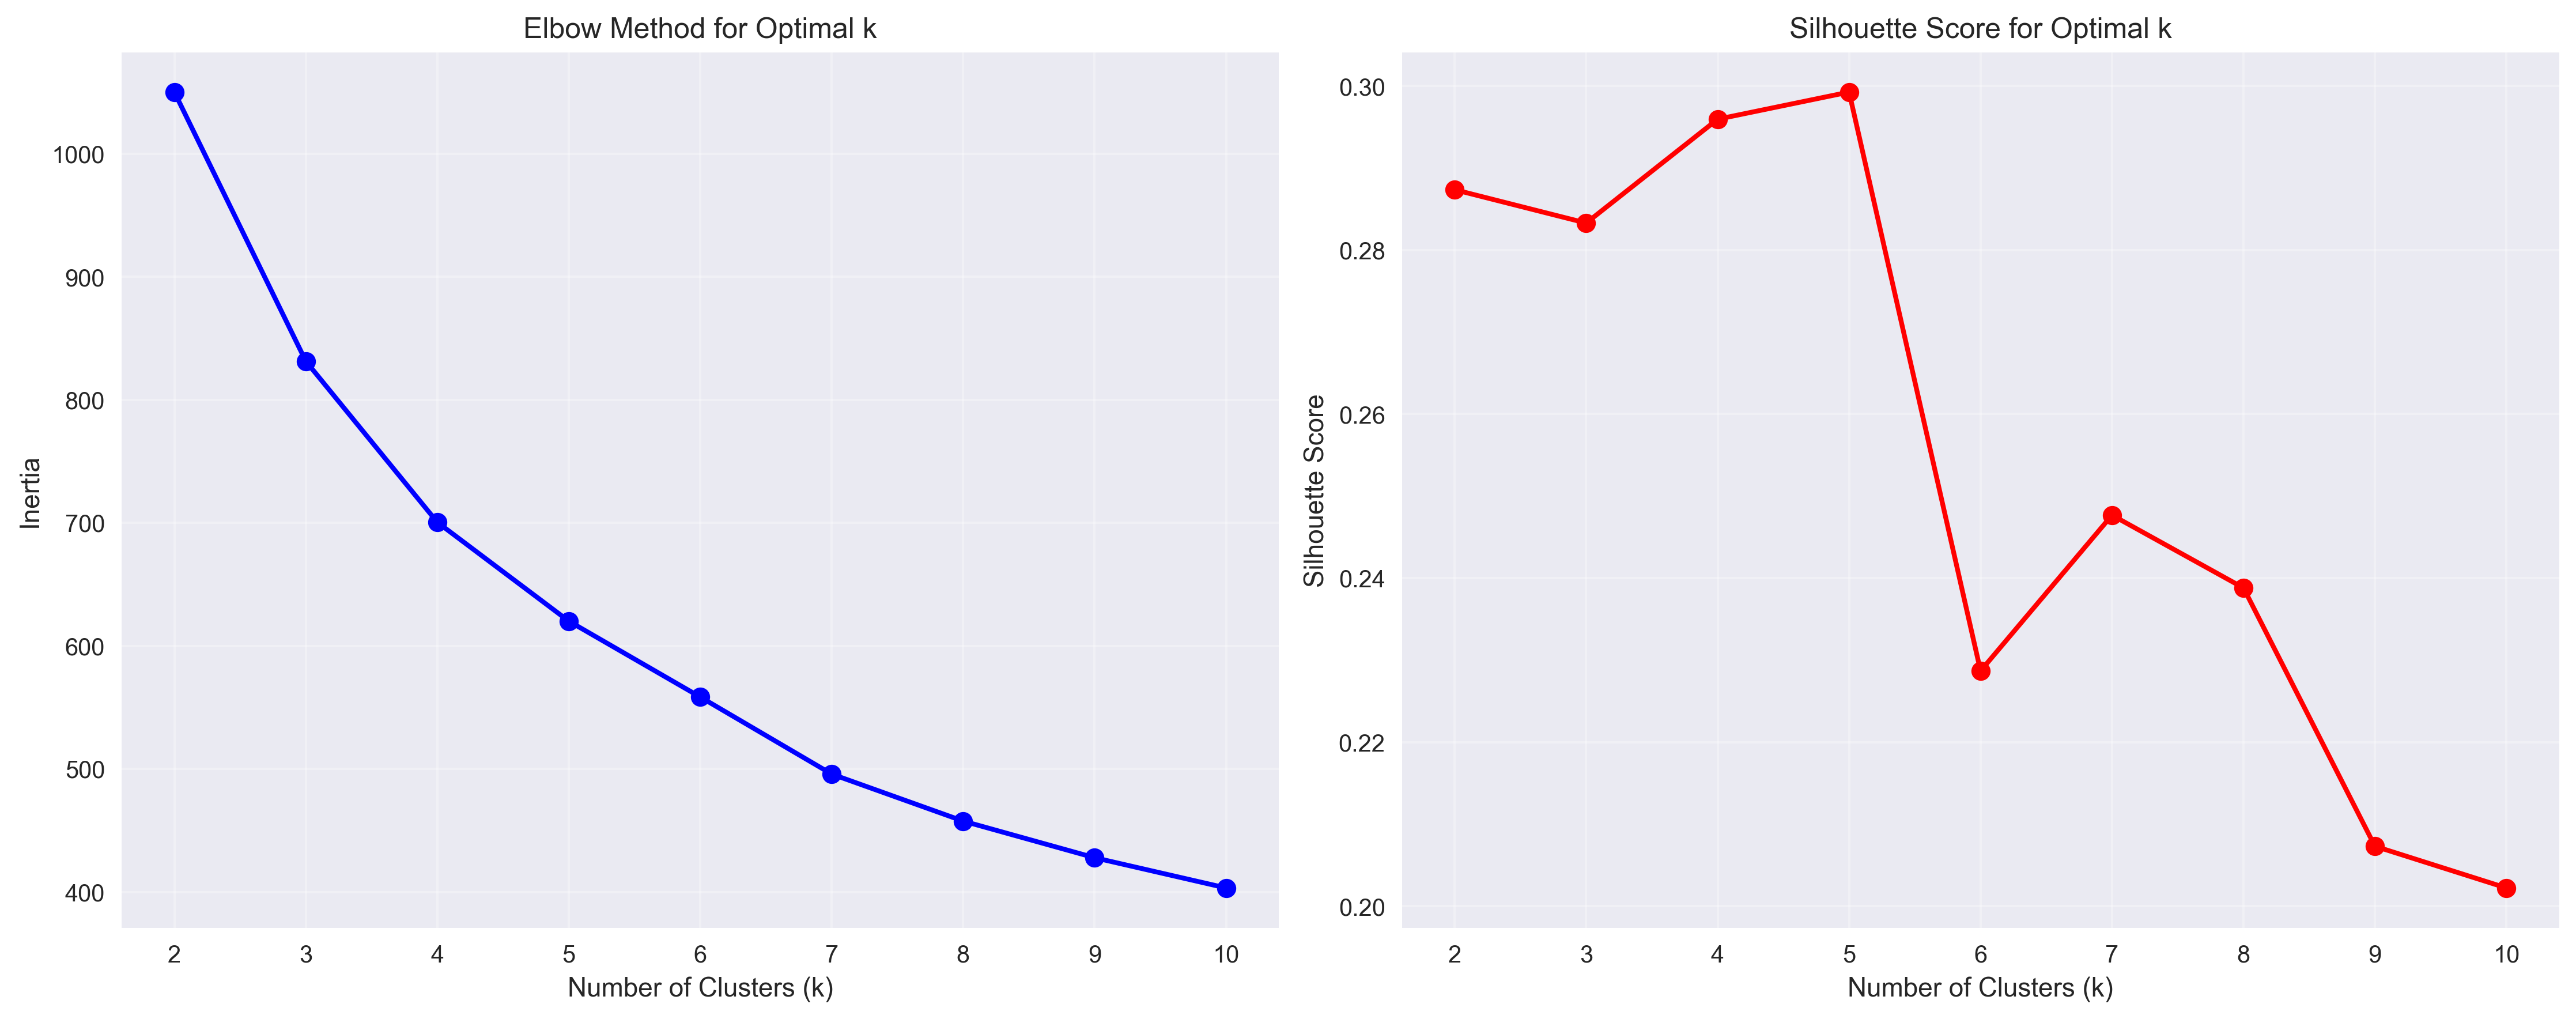 Elbow Method for Optimal k
1000
900
800
700
600
500
400
Inertia
2 3 4 5 6 7 8 9 10
Number of Clusters (k)
Silhouette Score for Optimal k
0.30
0.28
0.26
0.24
0.22
0.20
Silhouette Score
2 3 4 5 6 7 8 9 10
Number of Clusters (k)